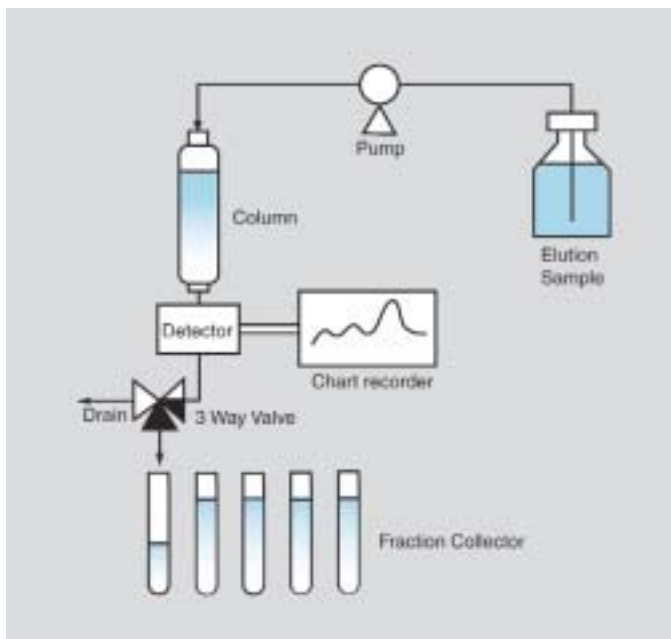 Pump
Column
Elution
Sample
Detector
Chart recorder
Drain
3 Way Valve
Fraction Collector